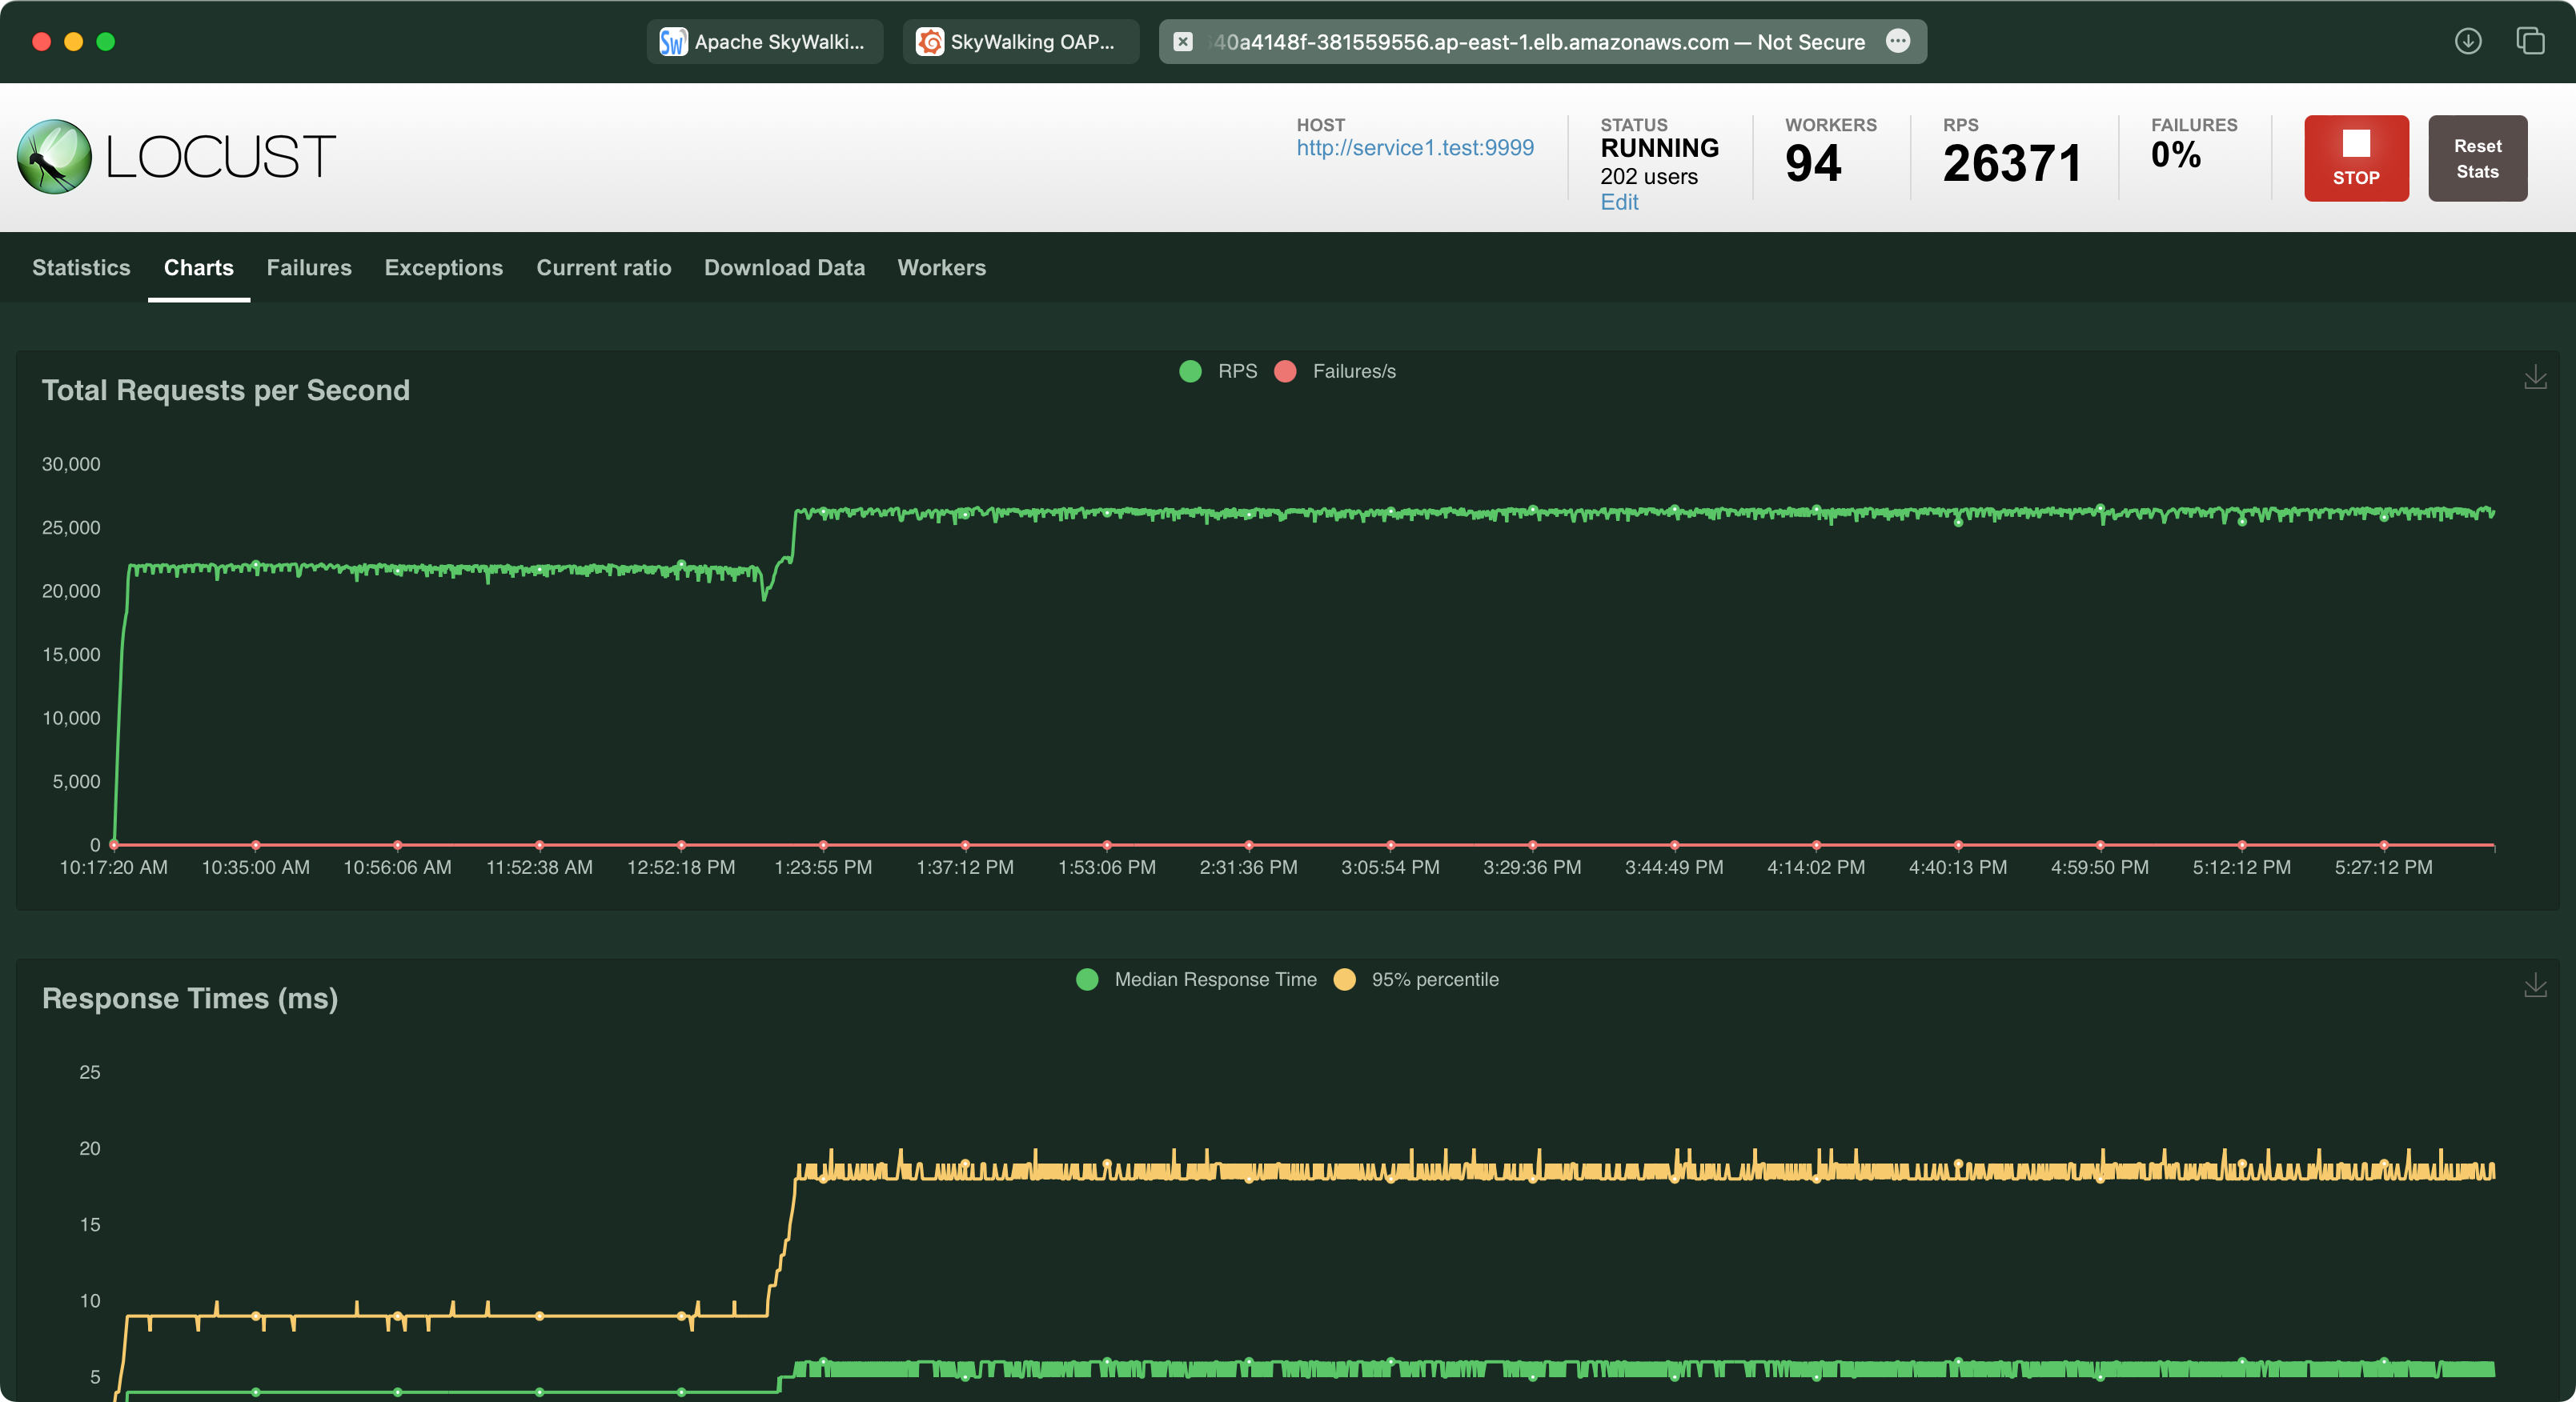 Apache SkyWalki...
SkyWalking OAP...
40a4148f-381559556.ap-east-1.elb.amazonaws.com — Not Secure
LOCUST
HOST
http://service1.test:9999
STATUS
RUNNING
202 users
Edit
WORKERS
94
RPS
26371
FAILURES
0%
STOP
Reset
Stats
Statistics Charts Failures Exceptions Current ratio Download Data Workers
Total Requests per Second
RPS Failures/s
30,000
25,000
20,000
15,000
10,000
5,000
0
10:17:20 AM 10:35:00 AM 10:56:06 AM 11:52:38 AM 12:52:18 PM 1:23:55 PM 1:37:12 PM 1:53:06 PM 2:31:36 PM 3:05:54 PM 3:29:36 PM 3:44:49 PM 4:14:02 PM 4:40:13 PM 4:59:50 PM 5:12:12 PM 5:27:12 PM
Response Times (ms)
Median Response Time 95% percentile
25
20
15
10
5